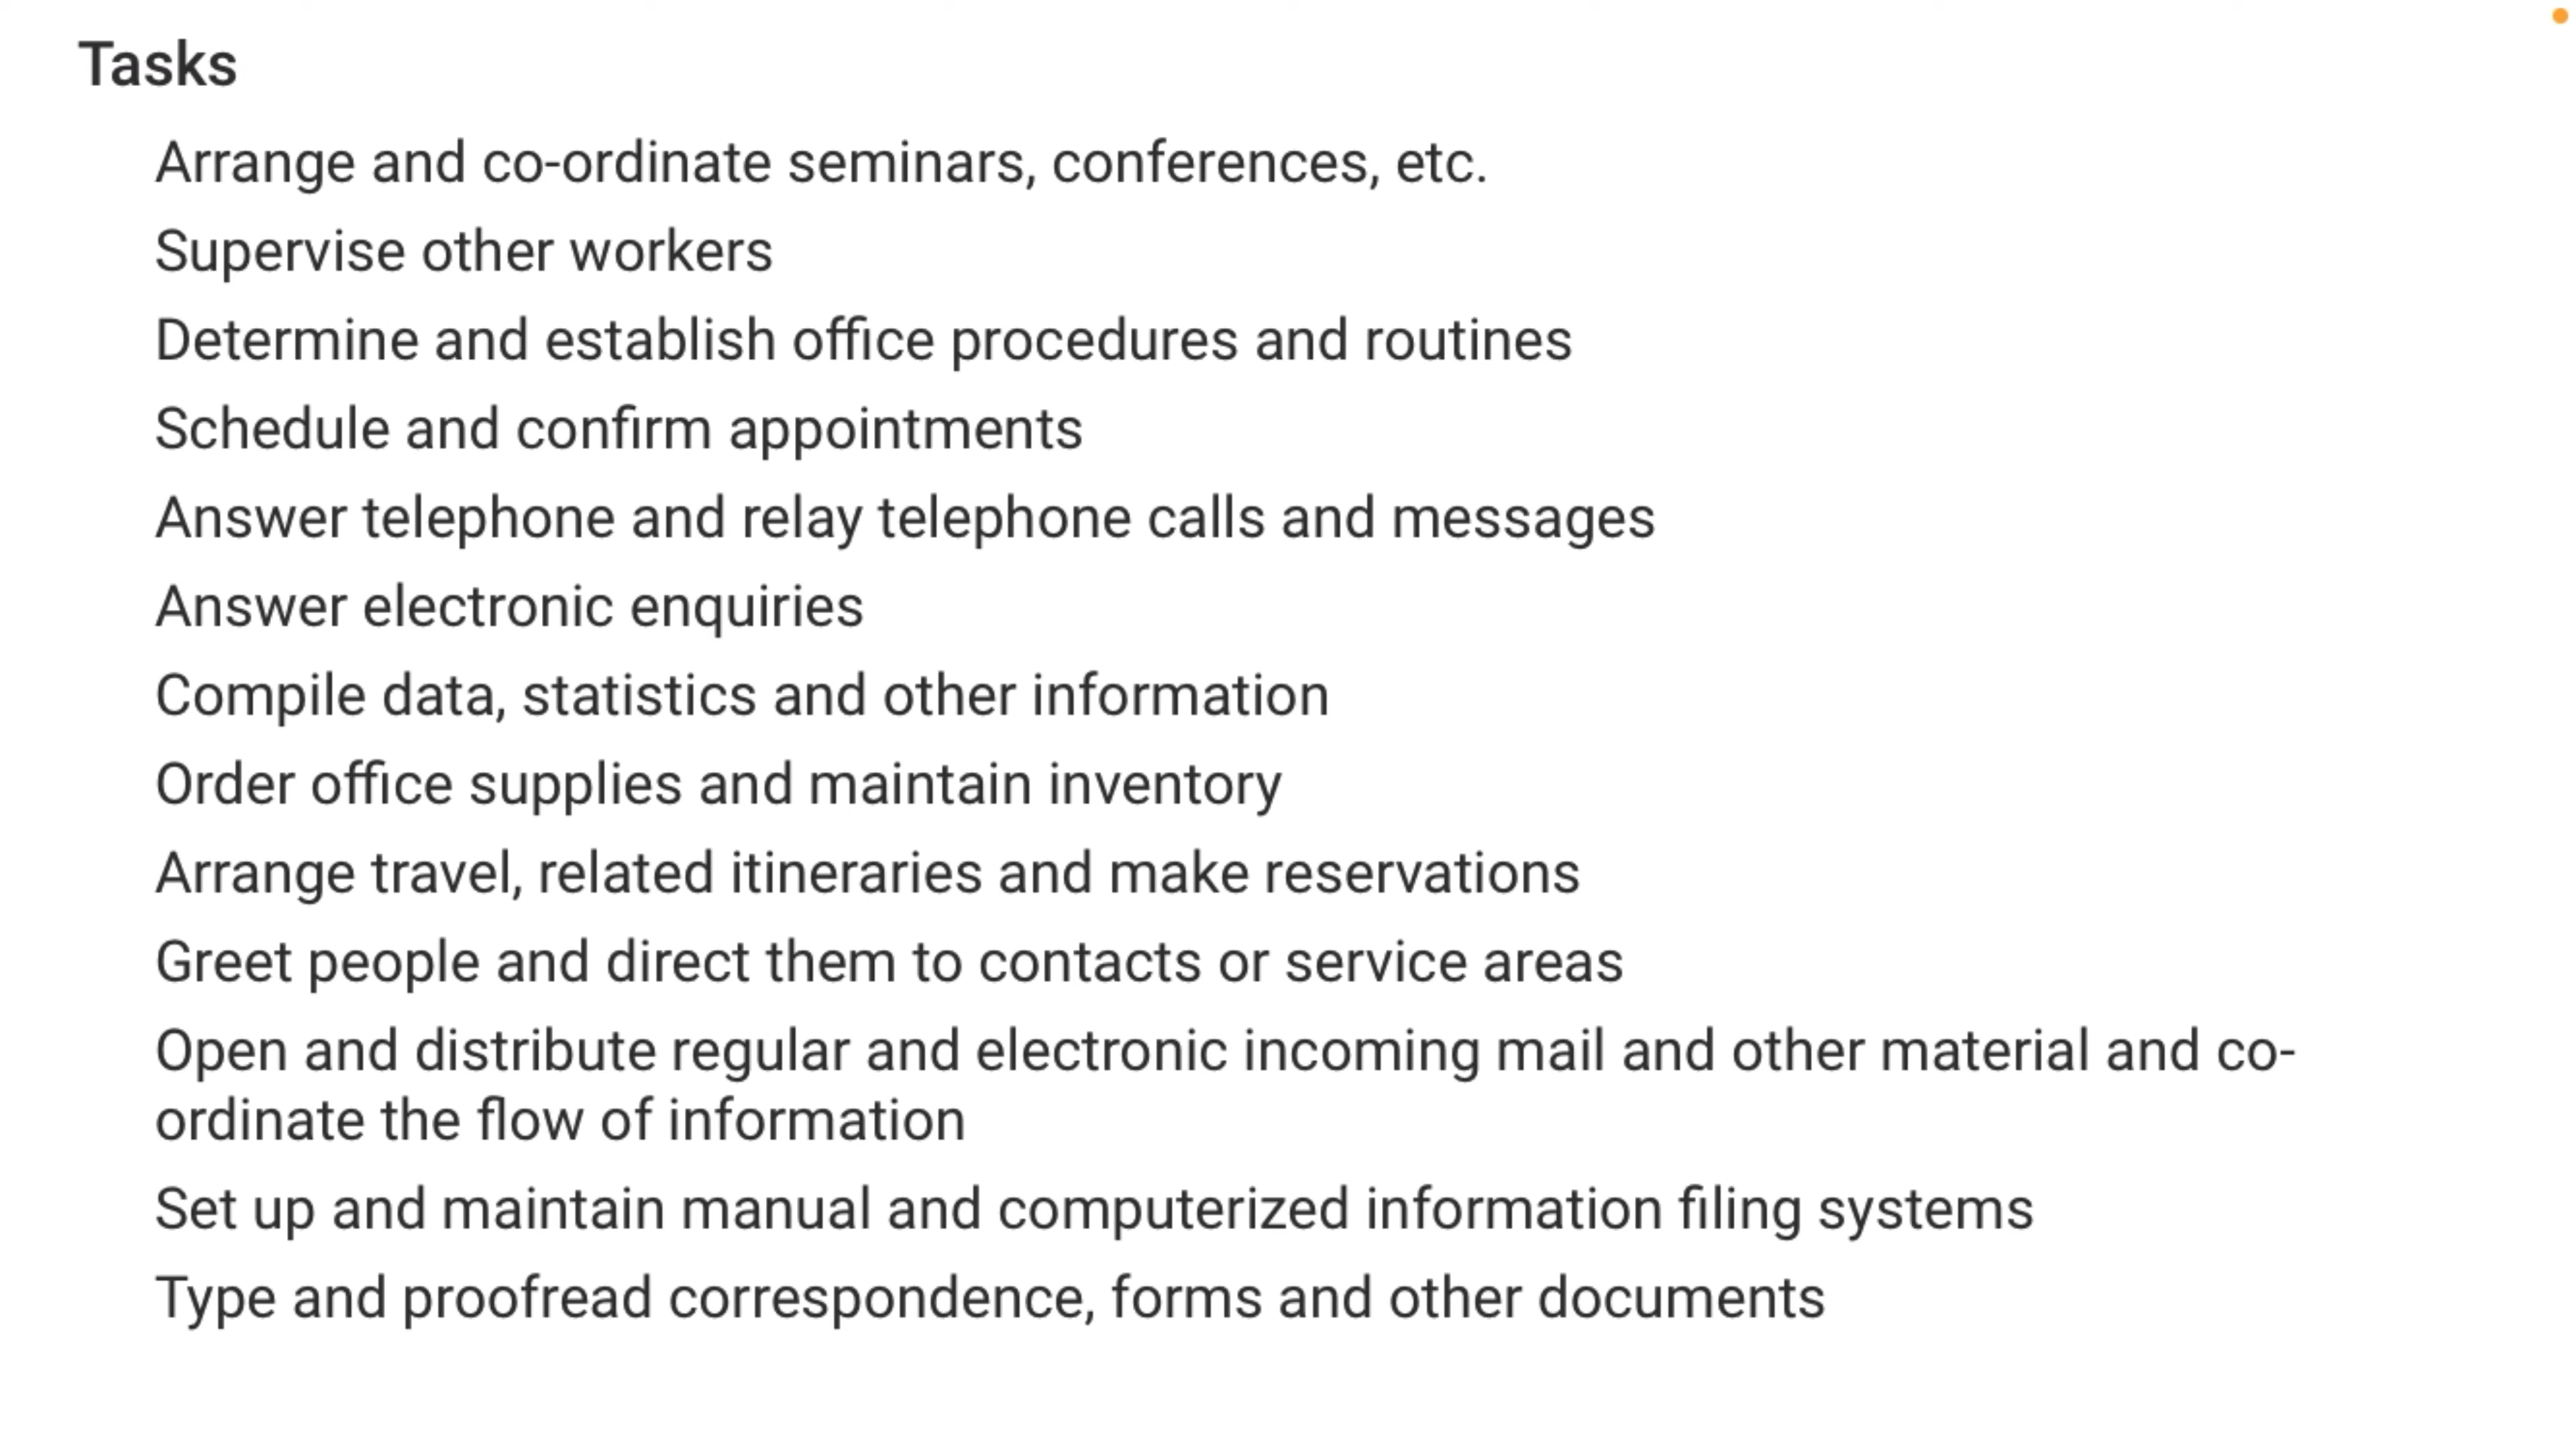 Tasks
Arrange and co-ordinate seminars, conferences, etc.
Supervise other workers
Determine and establish office procedures and routines
Schedule and confirm appointments
Answer telephone and relay telephone calls and messages
Answer electronic enquiries
Compile data, statistics and other information
Order office supplies and maintain inventory
Arrange travel, related itineraries and make reservations
Greet people and direct them to contacts or service areas
Open and distribute regular and electronic incoming mail and other material and co-
ordinate the flow of information
Set up and maintain manual and computerized information filing systems
Type and proofread correspondence, forms and other documents